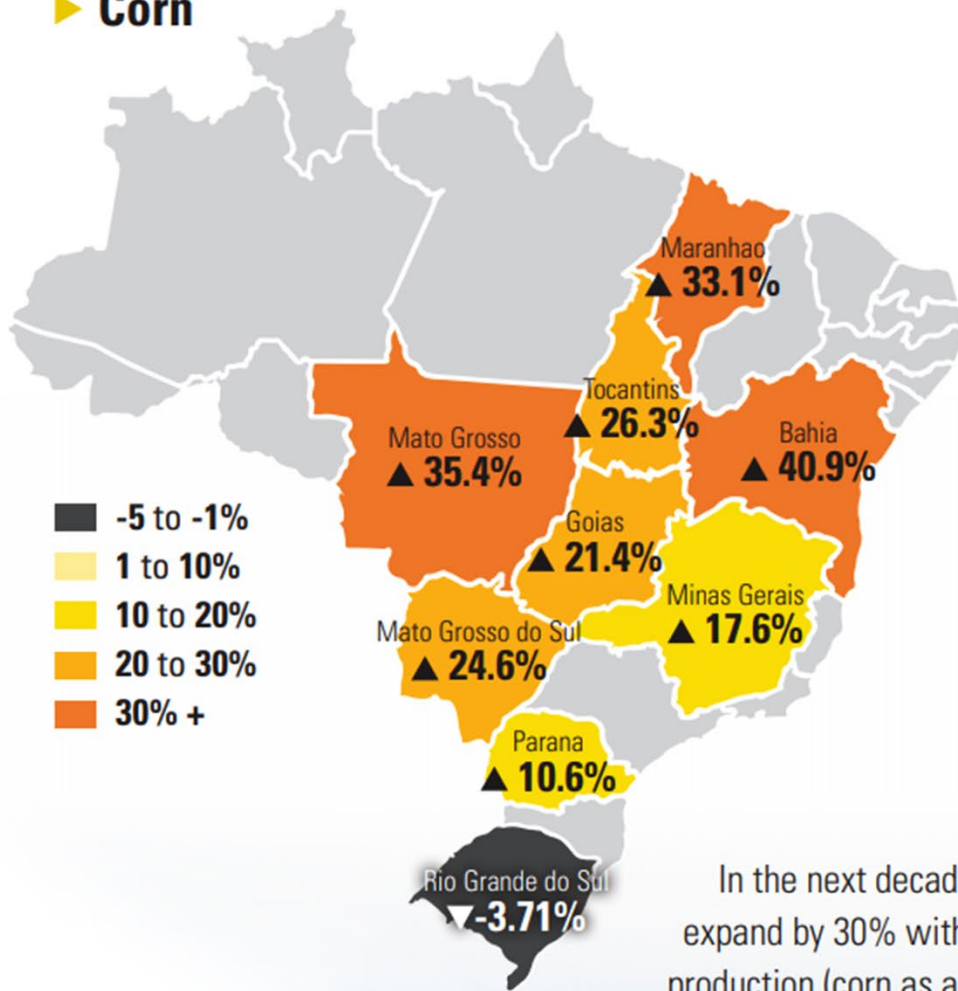 Corn
Maranhao
▲ 33.1%
Tocantins
▲ 26.3%
Mato Grosso
▲ 35.4%
Bahia
▲ 40.9%
Goias
▲ 21.4%
Minas Gerais
▲ 17.6%
Mato Grosso do Sul
▲ 24.6%
Parana
▲ 10.6%
Rio Grande do Sul
▼-3.71%
-5 to -1%
1 to 10%
10 to 20%
20 to 30%
30% +
In the next decad
expand by 30% with
production (corn as a